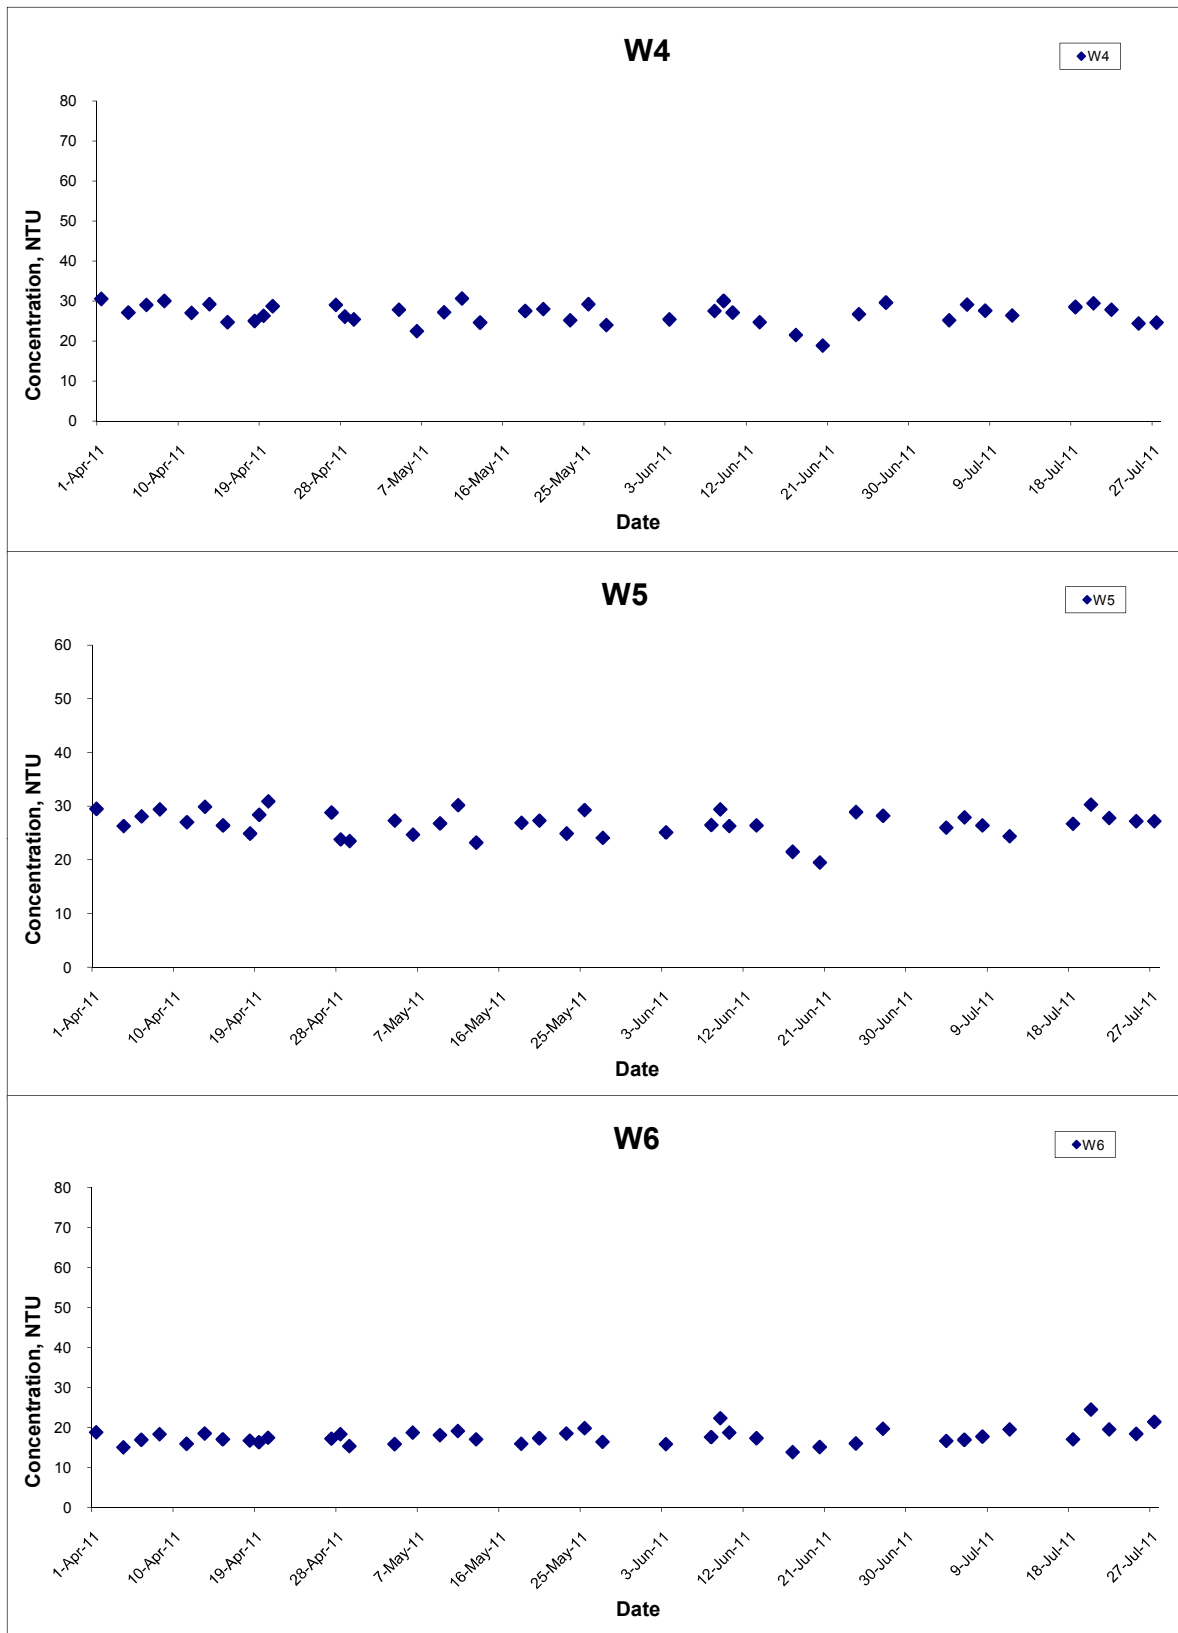 W4
W4
80
70
60
50
40
30
20
10
0
Concentration, NTU
1-Apr-11
10-Apr-11
19-Apr-11
28-Apr-11
7-May-11
16-May-11
25-May-11
3-Jun-11
12-Jun-11
21-Jun-11
30-Jun-11
9-Jul-11
18-Jul-11
27-Jul-11
Date
W5
W5
60
50
40
30
20
10
0
Concentration, NTU
1-Apr-11
10-Apr-11
19-Apr-11
28-Apr-11
7-May-11
16-May-11
25-May-11
3-Jun-11
12-Jun-11
21-Jun-11
30-Jun-11
9-Jul-11
18-Jul-11
27-Jul-11
Date
W6
W6
80
70
60
50
40
30
20
10
0
Concentration, NTU
1-Apr-11
10-Apr-11
19-Apr-11
28-Apr-11
7-May-11
16-May-11
25-May-11
3-Jun-11
12-Jun-11
21-Jun-11
30-Jun-11
9-Jul-11
18-Jul-11
27-Jul-11
Date